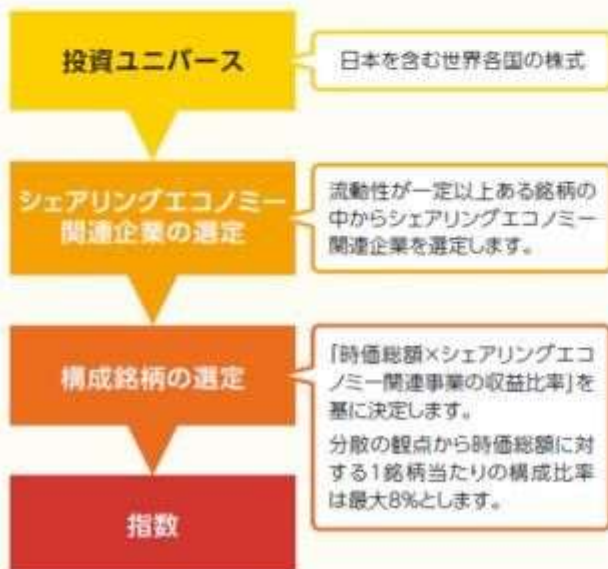 投資ユニバース
日本を含む世界各国の株式
シェアリングエコノミー
関連企業の選定
流動性が一定以上ある銘柄の
中からシェアリングエコノミー
関連企業を選定します。
構成銘柄の選定
「時価総額×シェアリングエコ
ノミー関連事業の収益比率」を
基に決定します。
分散の観点から時価総額に対
する1銘柄当たりの構成比率
は最大8%とします。
指数